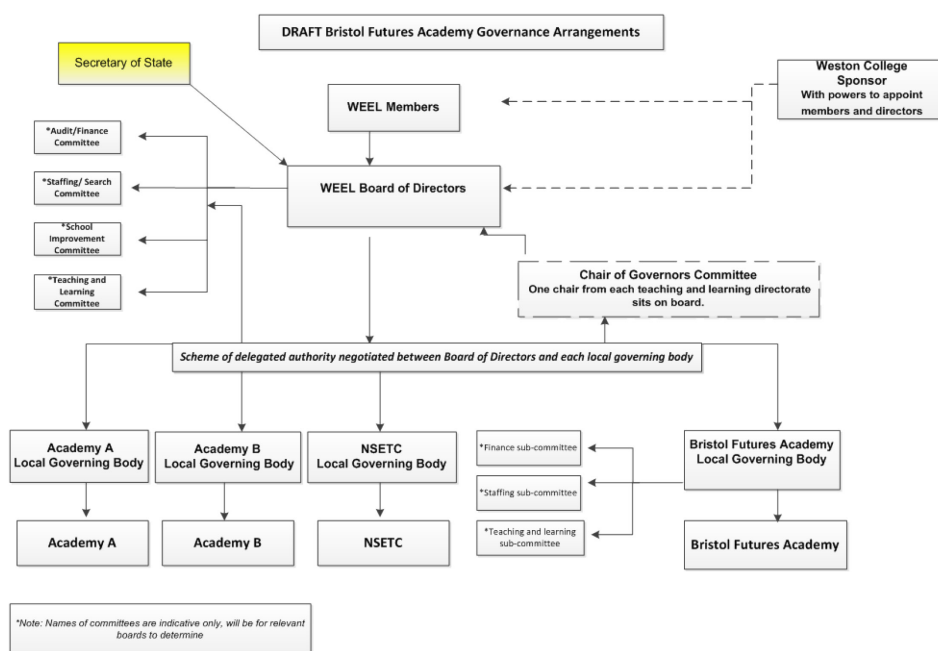 DRAFT Bristol Futures Academy Governance Arrangements
Secretary of State
WEEL Members
Weston College
Sponsor
With powers to appoint
members and directors
*Audit/Finance
Committee
*Staffing/ Search
Committee
*School
Improvement
Committee
*Teaching and
Learning
Committee
WEEL Board of Directors
Chair of Governors Committee
One chair from each teaching and learning directorate
sits on board.
Scheme of delegated authority negotiated between Board of Directors and each local governing body
Academy A
Local Governing Body
Academy B
Local Governing Body
NSETC
Local Governing Body
*Finance sub-committee
*Staffing sub-committee
*Teaching and learning
sub-committee
Bristol Futures Academy
Local Governing Body
Academy A
Academy B
NSETC
Bristol Futures Academy
*Note: Names of committees are indicative only, will be for relevant
boards to determine